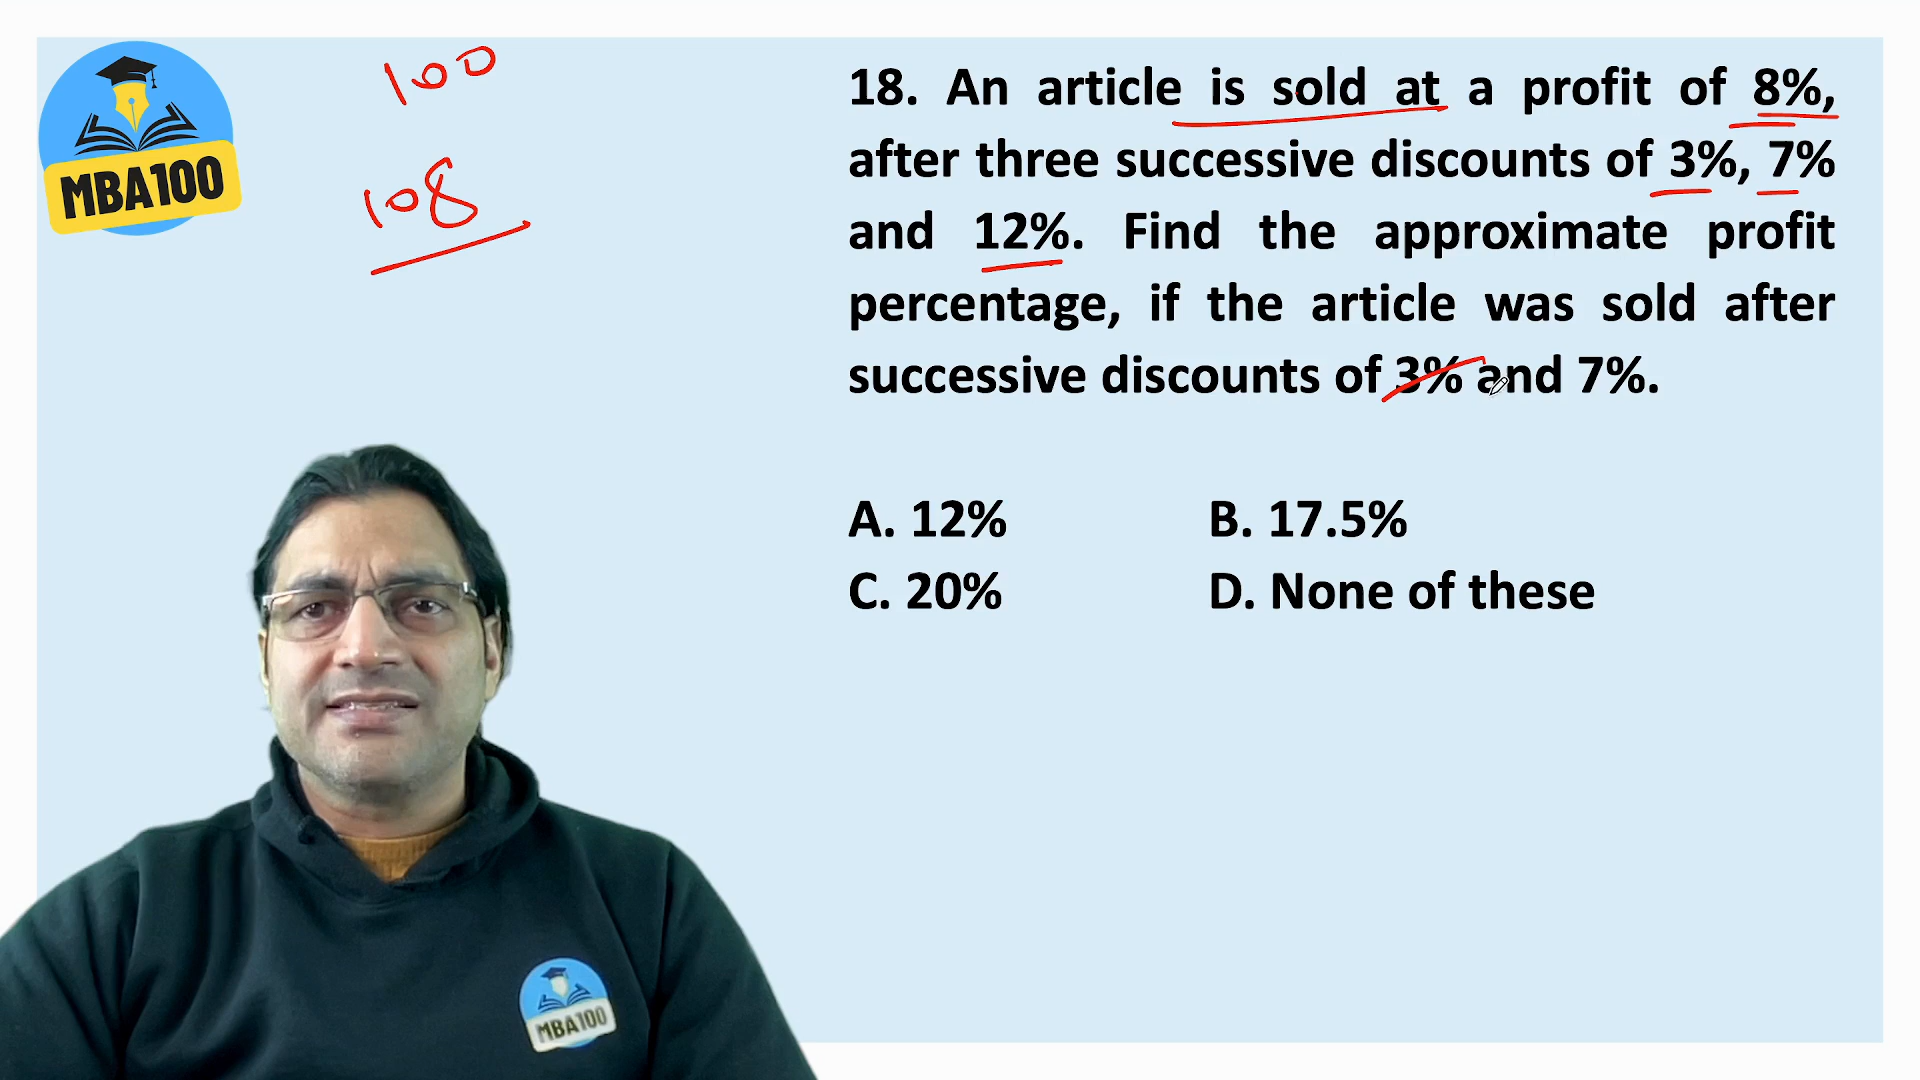 MBA100
100
108
18. An article is sold at a profit of 8%,
after three successive discounts of 3%, 7%
and 12%. Find the approximate profit
percentage, if the article was sold after
successive discounts of 3% and 7%.
A. 12% B. 17.5%
C. 20% D. None of these
MBA100